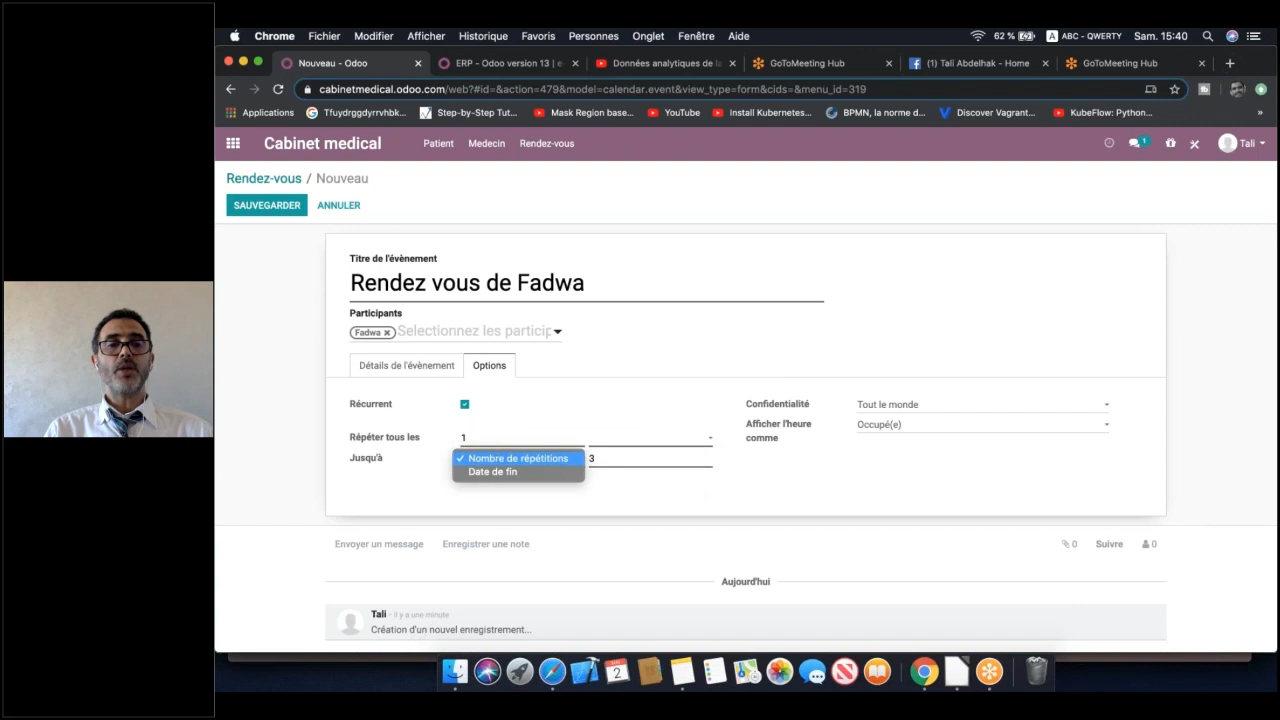 Chrome Fichier Modifier Afficher Historique Favoris Personnes Onglet Fenêtre Aide 62 % A ABC - QWERTY Sam. 15:40
Nouveau - Odoo ERP - Odoo version 13 | e Données analytiques de la GoToMeeting Hub (1) Tali Abdelhak - Home GoToMeeting Hub
cabinetmedical.odoo.com/web?#id=&action=479&model=calendar.event&view_type=form&cids=&menu_id=319
Applications Tfuydrggdyrrvhbk... Step-by-Step Tut... Mask Region base... YouTube Install Kubernetes... BPMN, la norme d... Discover Vagrant... KubeFlow: Python... »
Cabinet medical Patient Medecin Rendez-vous 1 Tali
Rendez-vous / Nouveau
SAUVEGARDER ANNULER
Titre de l'évènement
Rendez vous de Fadwa
Participants
Fadwa Selectionnez les particip
Détails de l'évènement Options
Récurrent Confidentialité Tout le monde
Afficher l'heure comme Occupé(e)
Répéter tous les 1
Jusqu'à Nombre de répétitions 3
Date de fin
Envoyer un message Enregistrer une note 0 Suivre 0
Aujourd'hui
Tali - il y a une minute
Création d'un nouvel enregistrement...
2